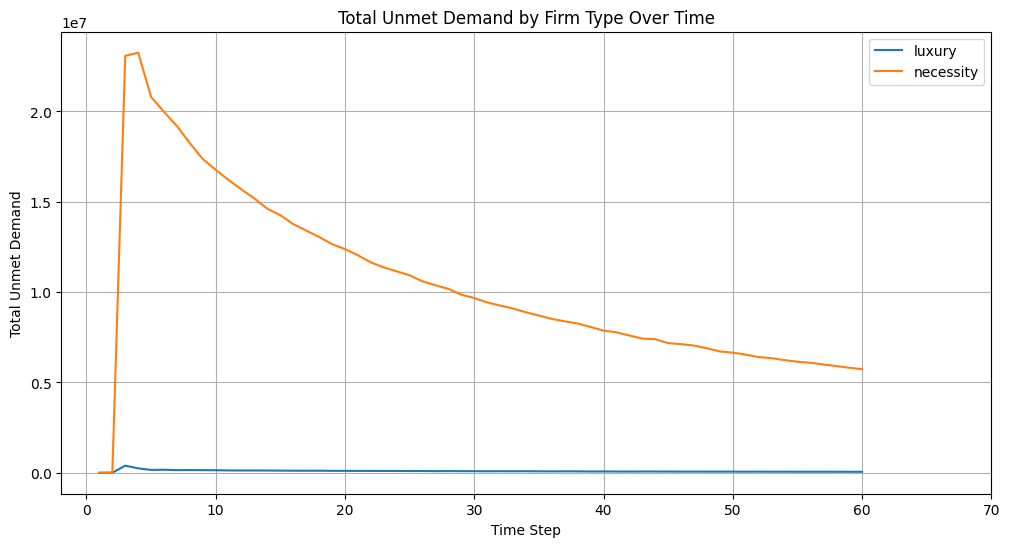 Total Unmet Demand by Firm Type Over Time
1e7
luxury
necessity
2.0
1.5
1.0
0.5
0.0
Total Unmet Demand
0 10 20 30 40 50 60 70
Time Step